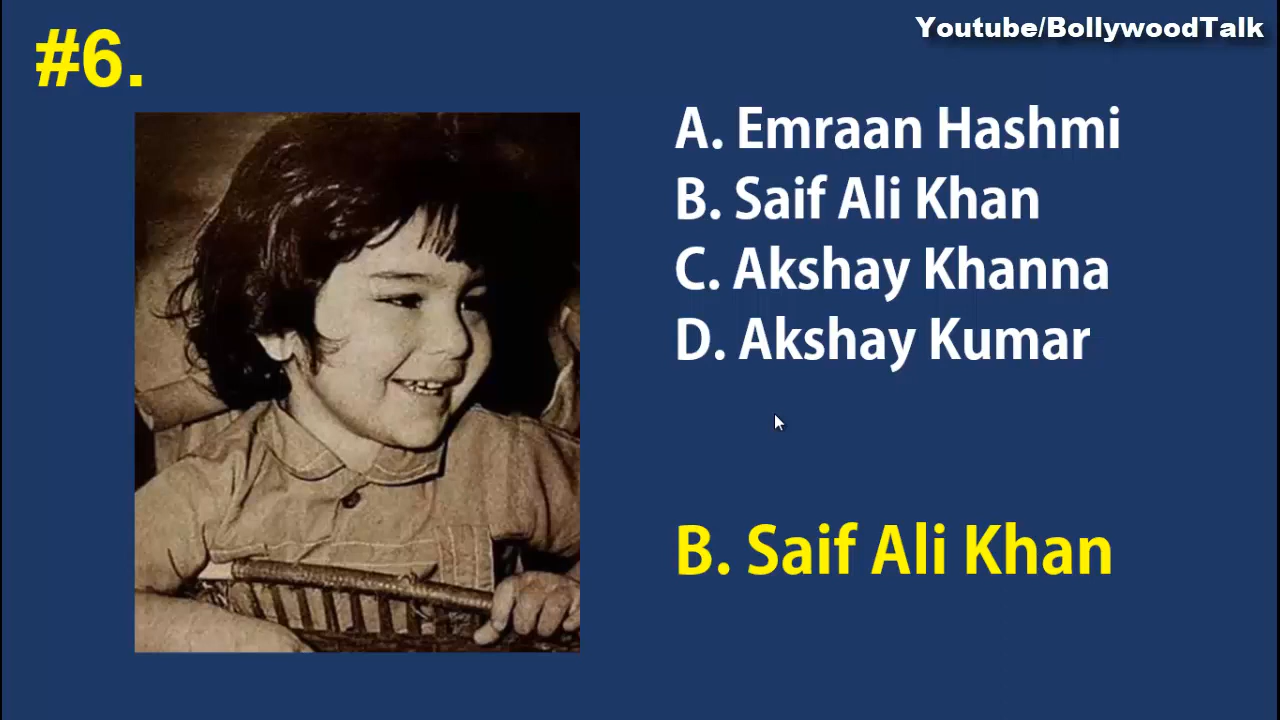 #6.
Youtube/BollywoodTalk
A. Emraan Hashmi
B. Saif Ali Khan
C. Akshay Khanna
D. Akshay Kumar
B. Saif Ali Khan